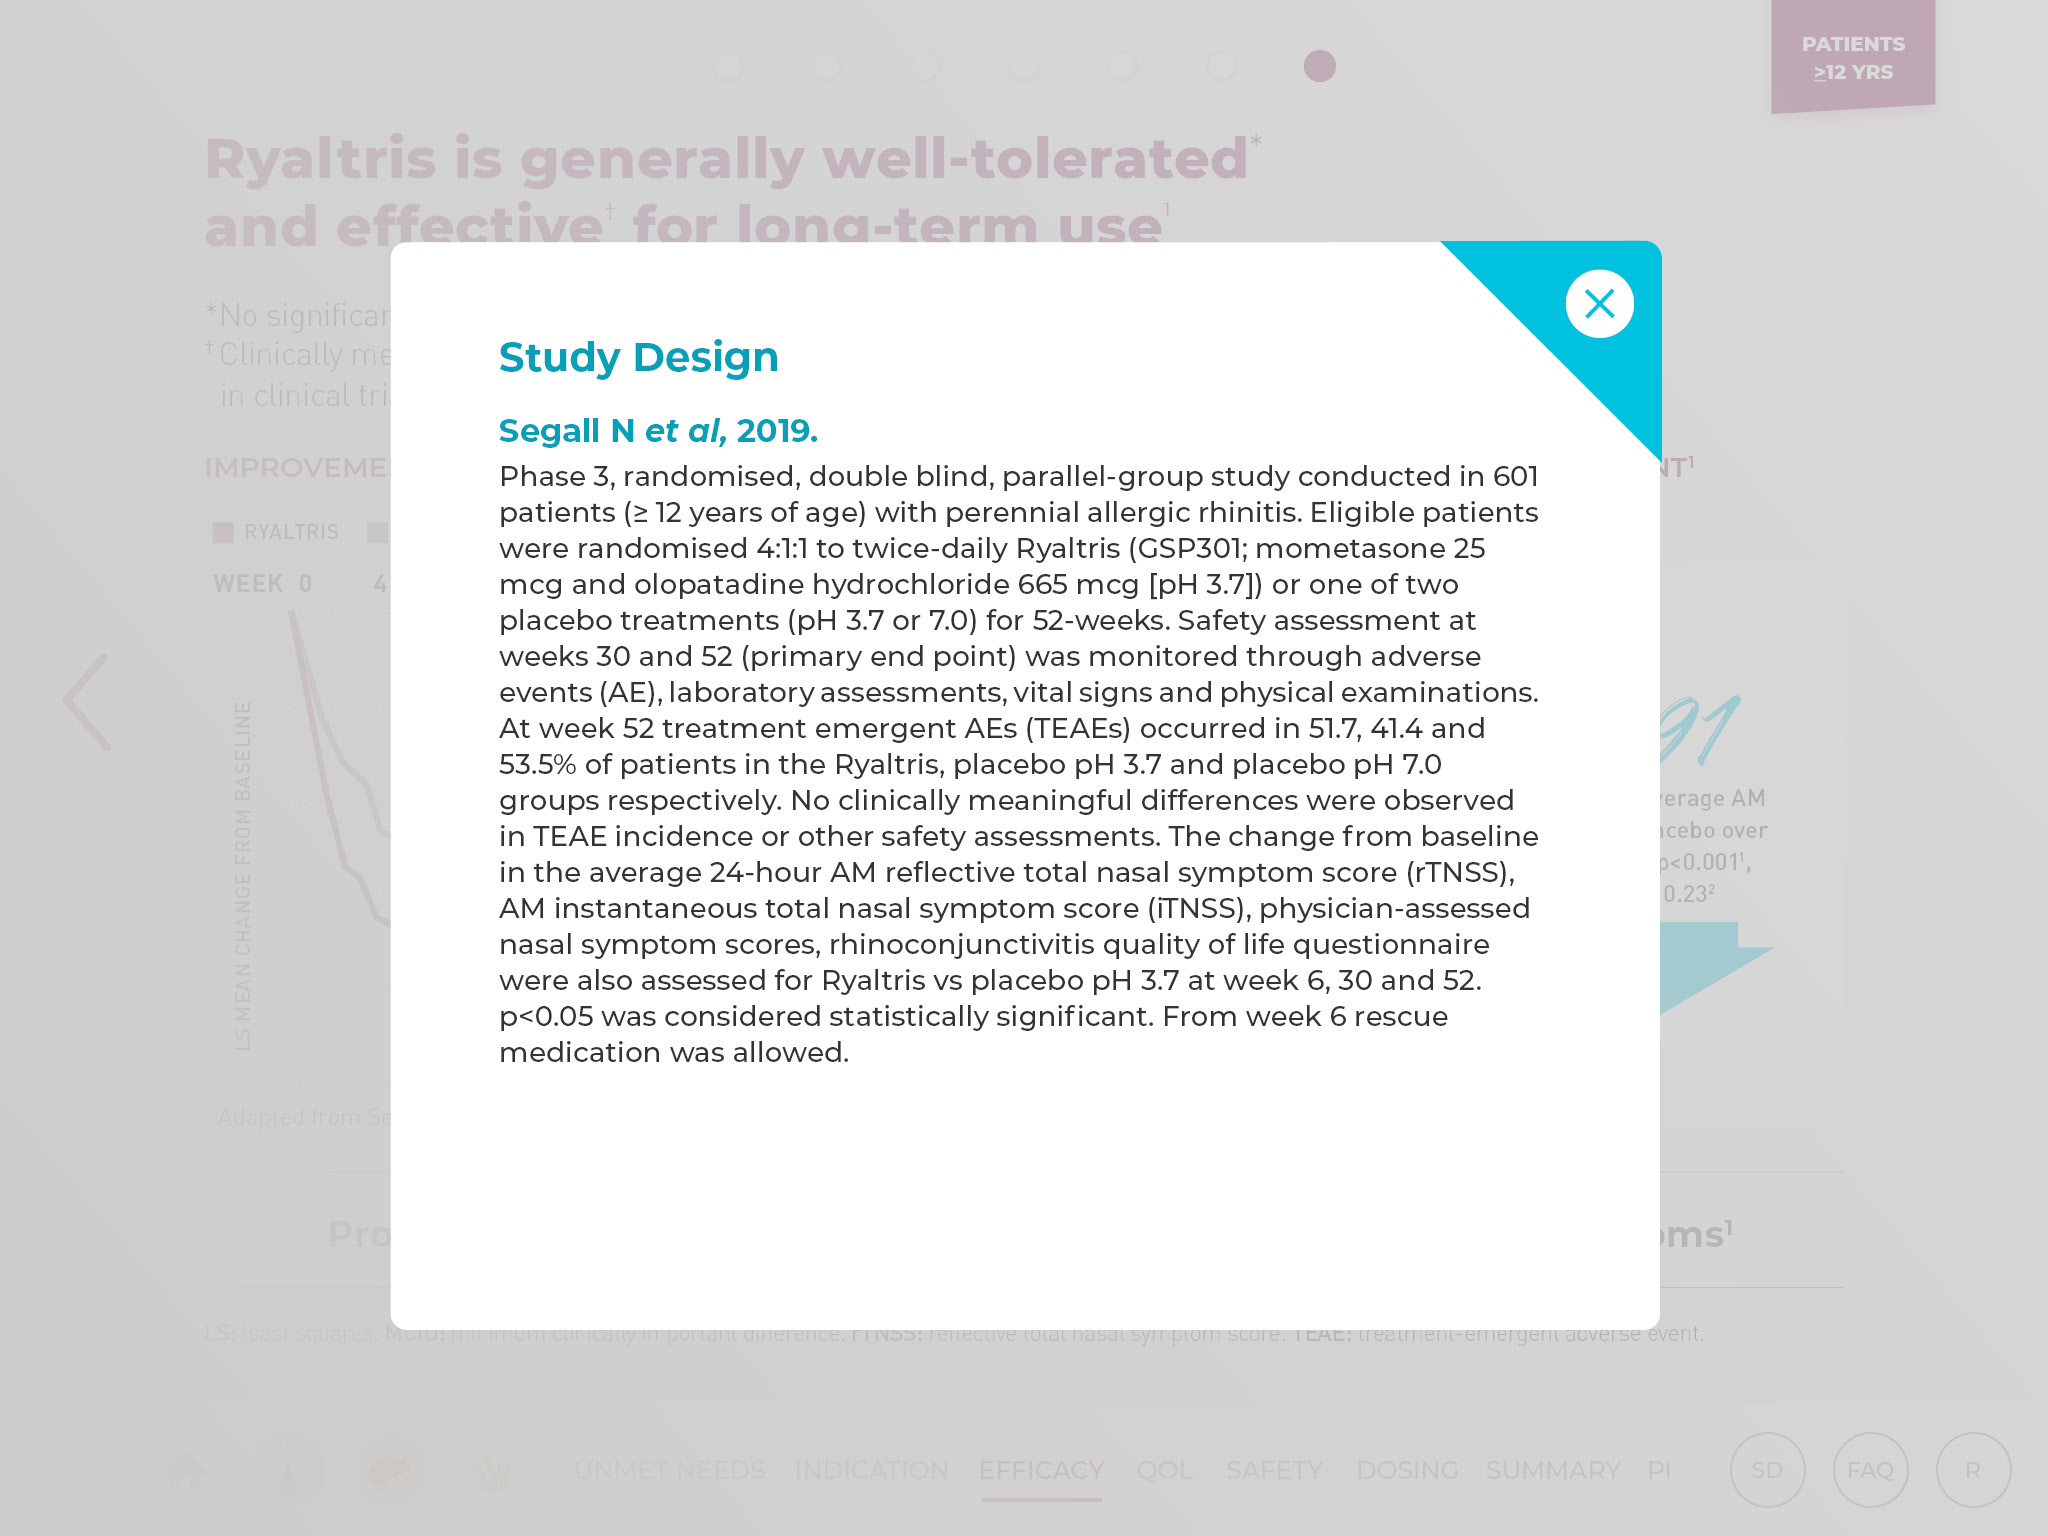 PATIENTS
≥12 YRS
Ryaltris is generally well-tolerated*
and effective† for long-term use1
*No significan
†Clinically me
in clinical tri
IMPROVEME
NT1
RYALTRIS
WEEK 0 4
LS MEAN CHANGE FROM BASELINE
Adapted from Se
Study Design
Segall N et al, 2019.
Phase 3, randomised, double blind, parallel-group study conducted in 601
patients (≥ 12 years of age) with perennial allergic rhinitis. Eligible patients
were randomised 4:1:1 to twice-daily Ryaltris (GSP301; mometasone 25
mcg and olopatadine hydrochloride 665 mcg [pH 3.7]) or one of two
placebo treatments (pH 3.7 or 7.0) for 52-weeks. Safety assessment at
weeks 30 and 52 (primary end point) was monitored through adverse
events (AE), laboratory assessments, vital signs and physical examinations.
At week 52 treatment emergent AEs (TEAEs) occurred in 51.7, 41.4 and
53.5% of patients in the Ryaltris, placebo pH 3.7 and placebo pH 7.0
groups respectively. No clinically meaningful differences were observed
in TEAE incidence or other safety assessments. The change from baseline
in the average 24-hour AM reflective total nasal symptom score (rTNSS),
AM instantaneous total nasal symptom score (iTNSS), physician-assessed
nasal symptom scores, rhinoconjunctivitis quality of life questionnaire
were also assessed for Ryaltris vs placebo pH 3.7 at week 6, 30 and 52.
p<0.05 was considered statistically significant. From week 6 rescue
medication was allowed.
91
verage AM
acebo over
p<0.0011,
0.232
Pro
oms1
LS: least squares. MCID: minimum clinically important difference. rTNSS: reflective total nasal symptom score. TEAE: treatment-emergent adverse event.
UNMET NEEDS INDICATION EFFICACY QOL SAFETY DOSING SUMMARY PI SD FAQ R